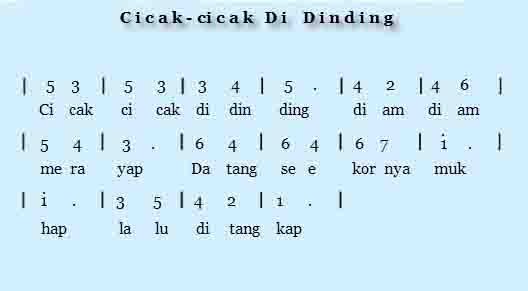 Cicak-cicak Di Dinding
| 5 3 | 5 3 | 3 4 | 5 . | 4 2 | 4 6 |
Ci cak ci cak di din ding di am di am
| 5 4 | 3 . | 6 4 | 6 4 | 6 7 | i . |
me ra yap Da tang se e kor nya muk
| i . | 3 5 | 4 2 | 1 . |
hap la lu di tang kap